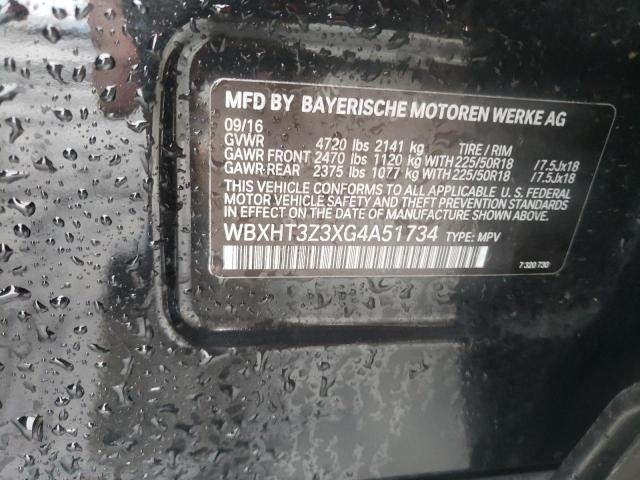 MFD BY BAYERISCHE MOTOREN WERKE AG
09/16
GVWR 4720 lbs 2141 kg TIRE / RIM
GAWR FRONT 2470 lbs 1120 kg WITH 225/50R18 /7.5Jx18
GAWR-REAR 2375 lbs 1077 kg WITH 225/50R18 /7.5Jx18
THIS VEHICLE CONFORMS TO ALL APPLICABLE U. S. FEDERAL
MOTOR VEHICLE SAFETY AND THEFT PREVENTION STANDARDS
IN EFFECT ON THE DATE OF MANUFACTURE SHOWN ABOVE.
WBXHT3Z3XG4A51734 TYPE: MPV
7 320 730